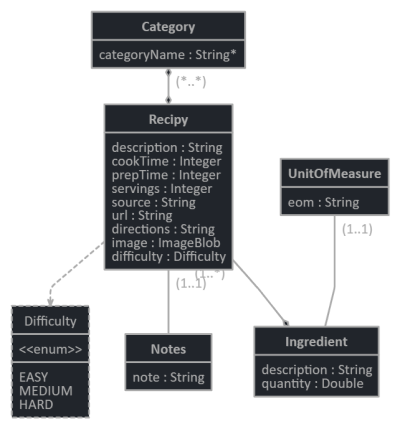 Category
categoryName : String*
(*..*)
Recipy
description : String
cookTime : Integer
prepTime : Integer
servings : Integer
source : String
url : String
directions : String
image : ImageBlob
difficulty : Difficulty
UnitOfMeasure
eom : String
(1..1)
(1..*)
(1..1)
Difficulty
<<enum>>
EASY
MEDIUM
HARD
Notes
note : String
Ingredient
description : String
quantity : Double